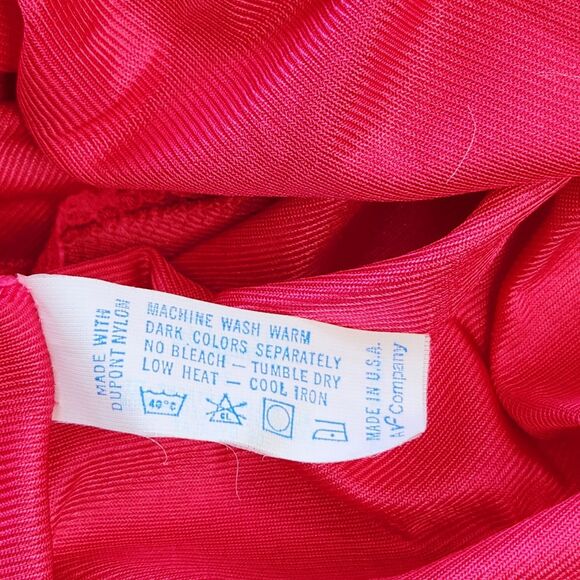 MADE WITH
DUPONT NYLON
MACHINE WASH WARM
DARK COLORS SEPARATELY
NO BLEACH — TUMBLE DRY
LOW HEAT — COOL IRON
40°C
CL
MADE IN U.S.A.
AVF Company